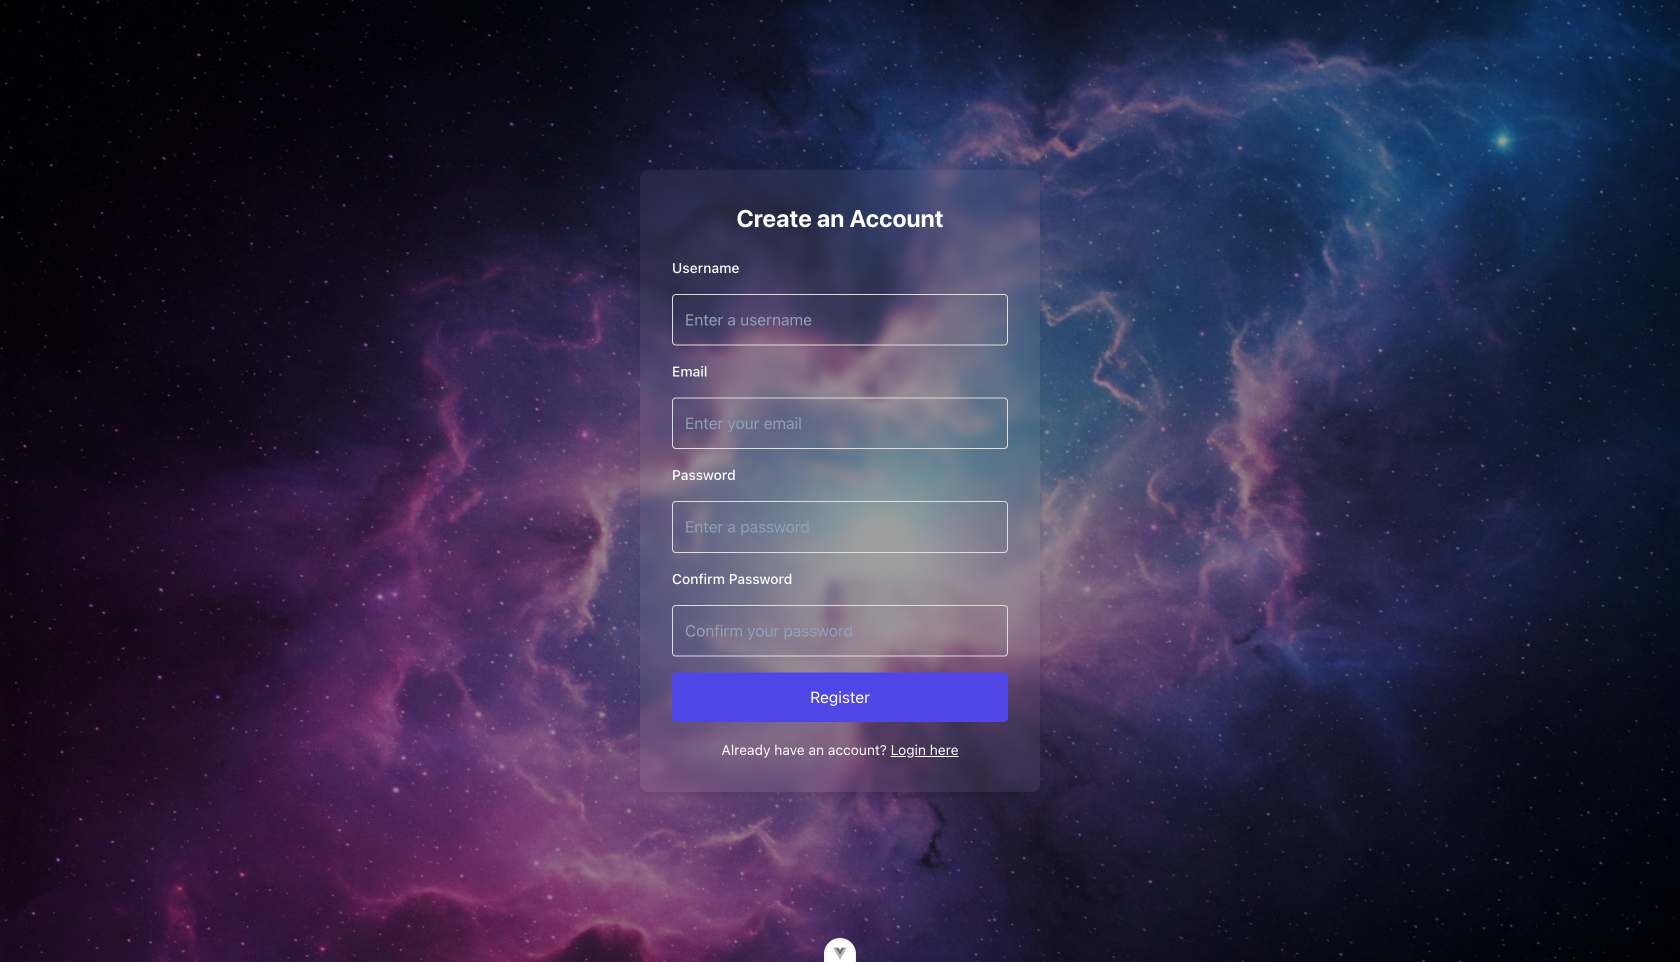 Create an Account
Username
Enter a username
Email
Enter your email
Password
Enter a password
Confirm Password
Confirm your password
Register
Already have an account? Login here